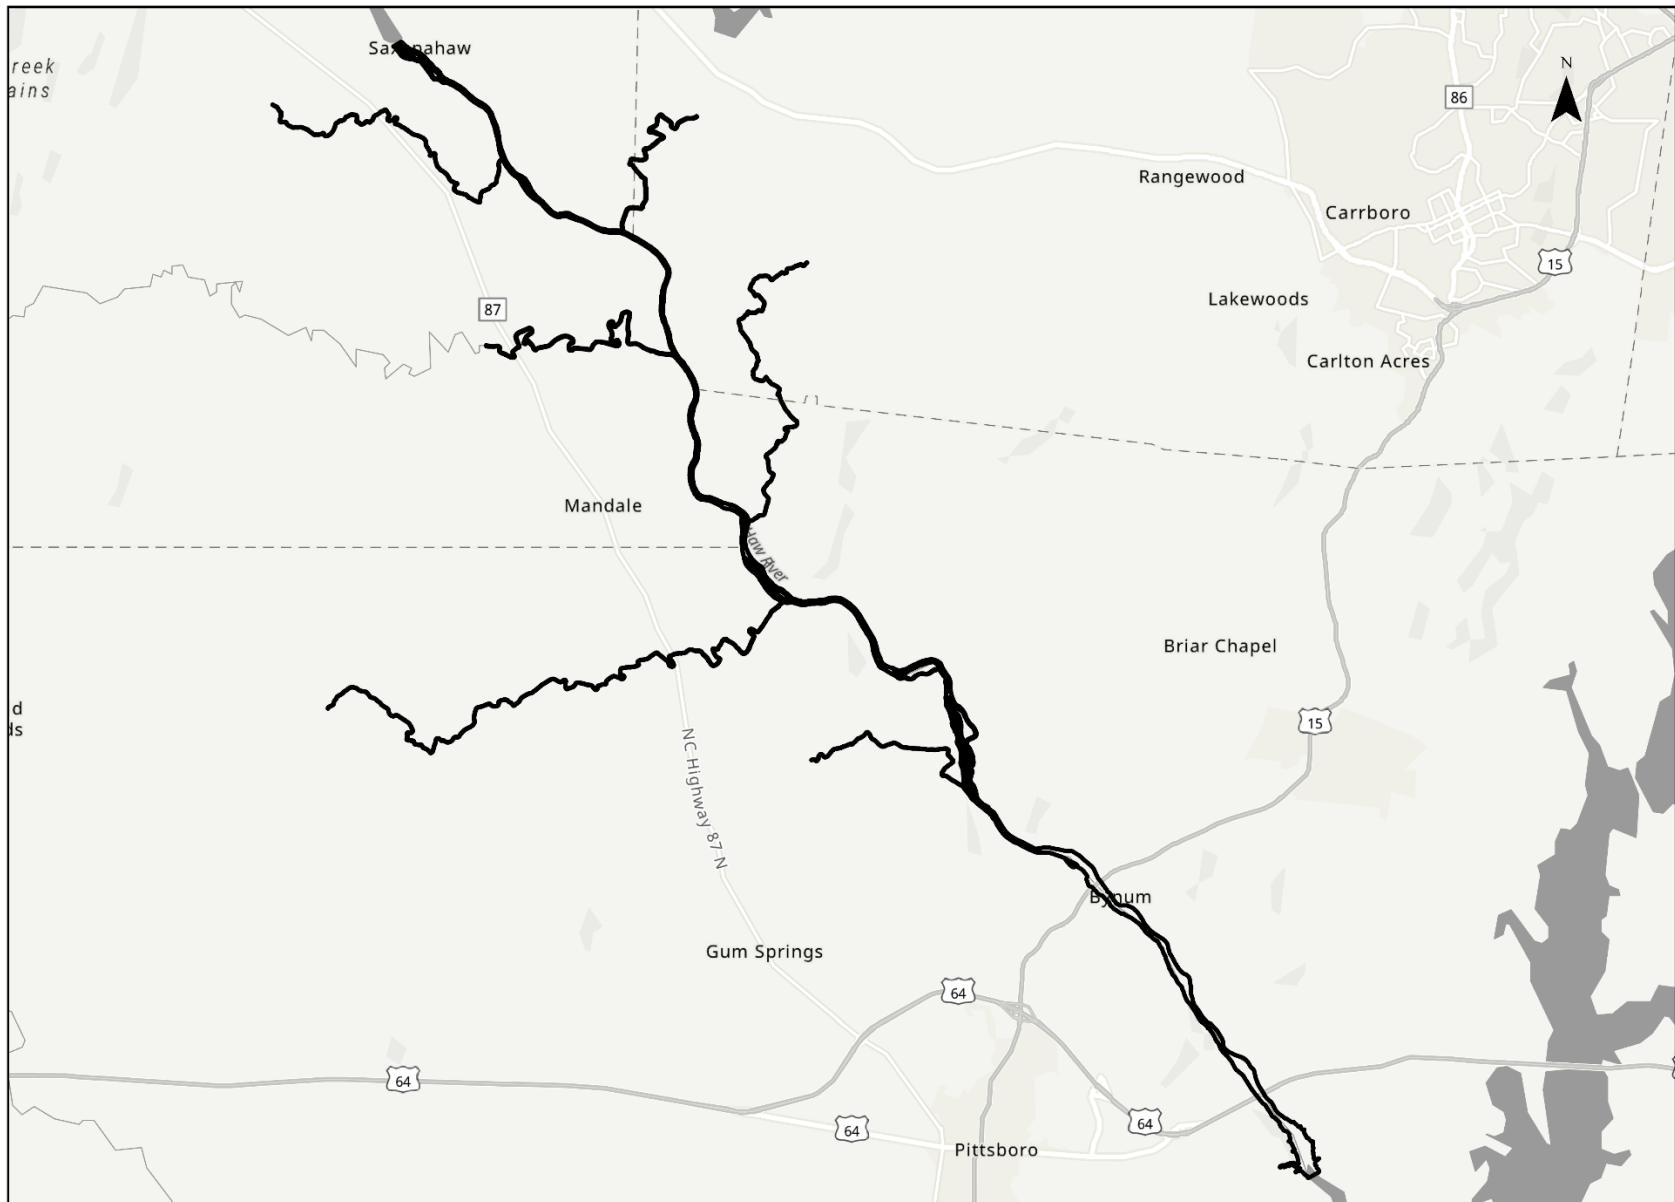 Saxapahaw
reek
ains
N
86
Rangewood
Carrboro
15
Lakewoods
87
Carlton Acres
Mandale
Haw River
Briar Chapel
d
ds
15
NC Highway 87 N
Bynum
Gum Springs
64
64
64
64
Pittsboro